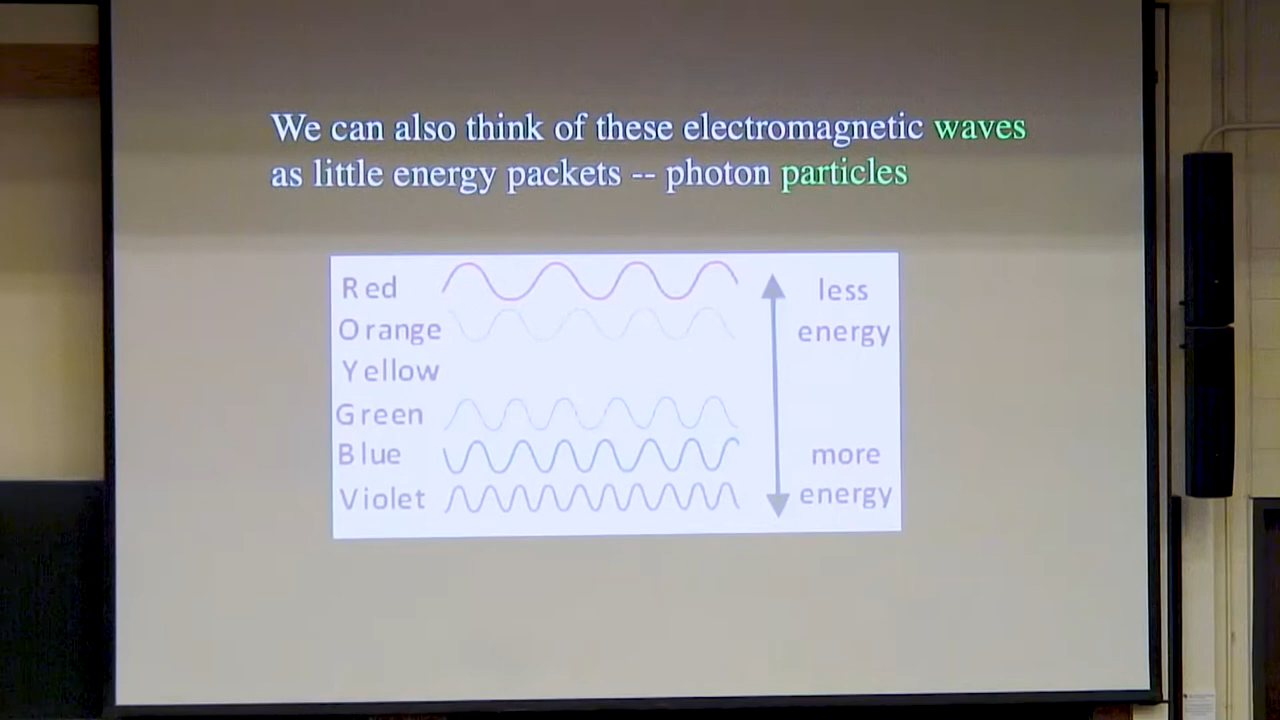 We can also think of these electromagnetic waves
as little energy packets -- photon particles
Red
Orange
Yellow
Green
Blue
Violet
less
energy
more
energy